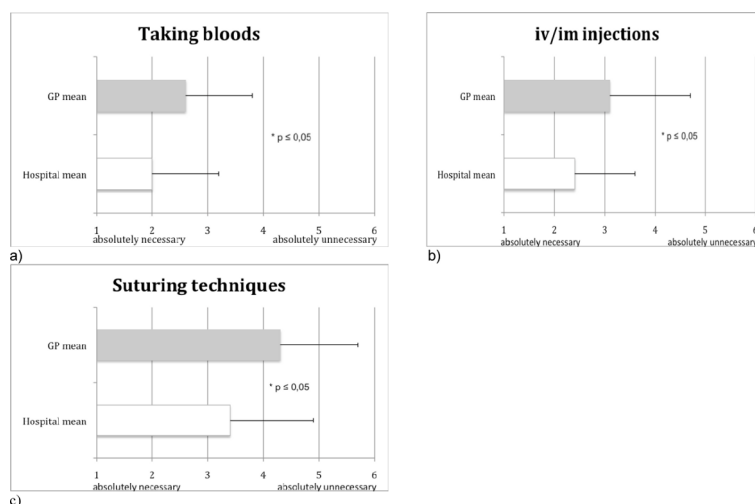 Taking bloods
GP mean
* p ≤ 0,05
Hospital mean
1 2 3 4 5 6
absolutely necessary absolutely unnecessary
a)
iv/im injections
GP mean
* p ≤ 0,05
Hospital mean
1 2 3 4 5 6
absolutely necessary absolutely unnecessary
b)
Suturing techniques
GP mean
* p ≤ 0,05
Hospital mean
1 2 3 4 5 6
absolutely necessary absolutely unnecessary
c)